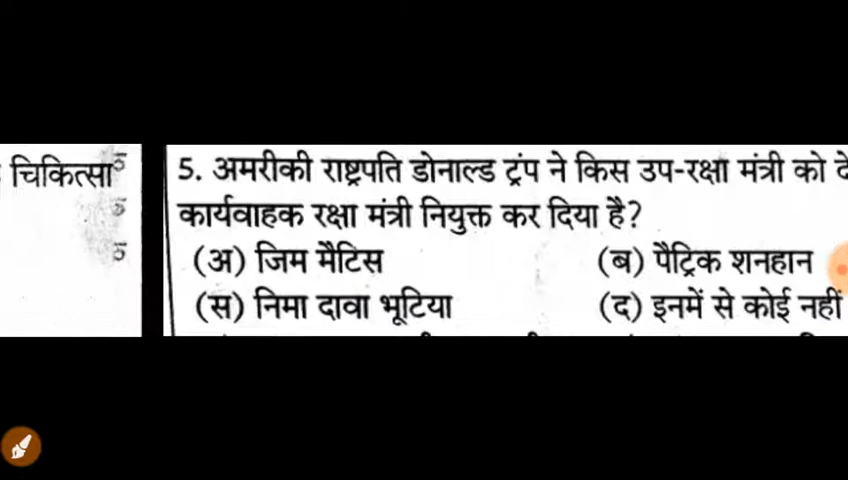 चिकित्सा
5. अमरीकी राष्ट्रपति डोनाल्ड ट्रंप ने किस उप-रक्षा मंत्री को
कार्यवाहक रक्षा मंत्री नियुक्त कर दिया है?
(अ) जिम मैटिस (ब) पैट्रिक शनहान
(स) निमा दावा भूटिया (द) इनमें से कोई नहीं